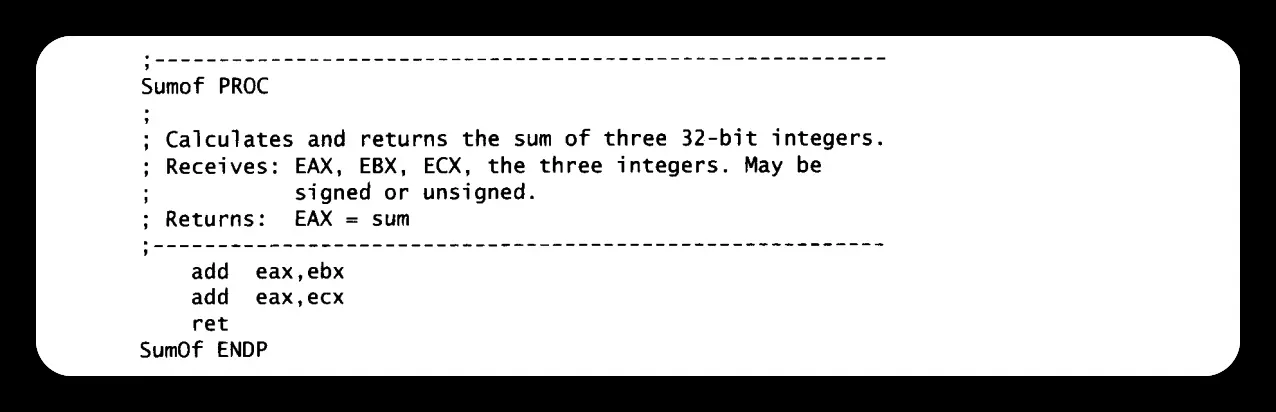 ;---------------------------------------------------------
Sumof PROC
;
; Calculates and returns the sum of three 32-bit integers.
; Receives: EAX, EBX, ECX, the three integers. May be
;           signed or unsigned.
; Returns:  EAX = sum
;---------------------------------------------------------
    add  eax,ebx
    add  eax,ecx
    ret
SumOf ENDP